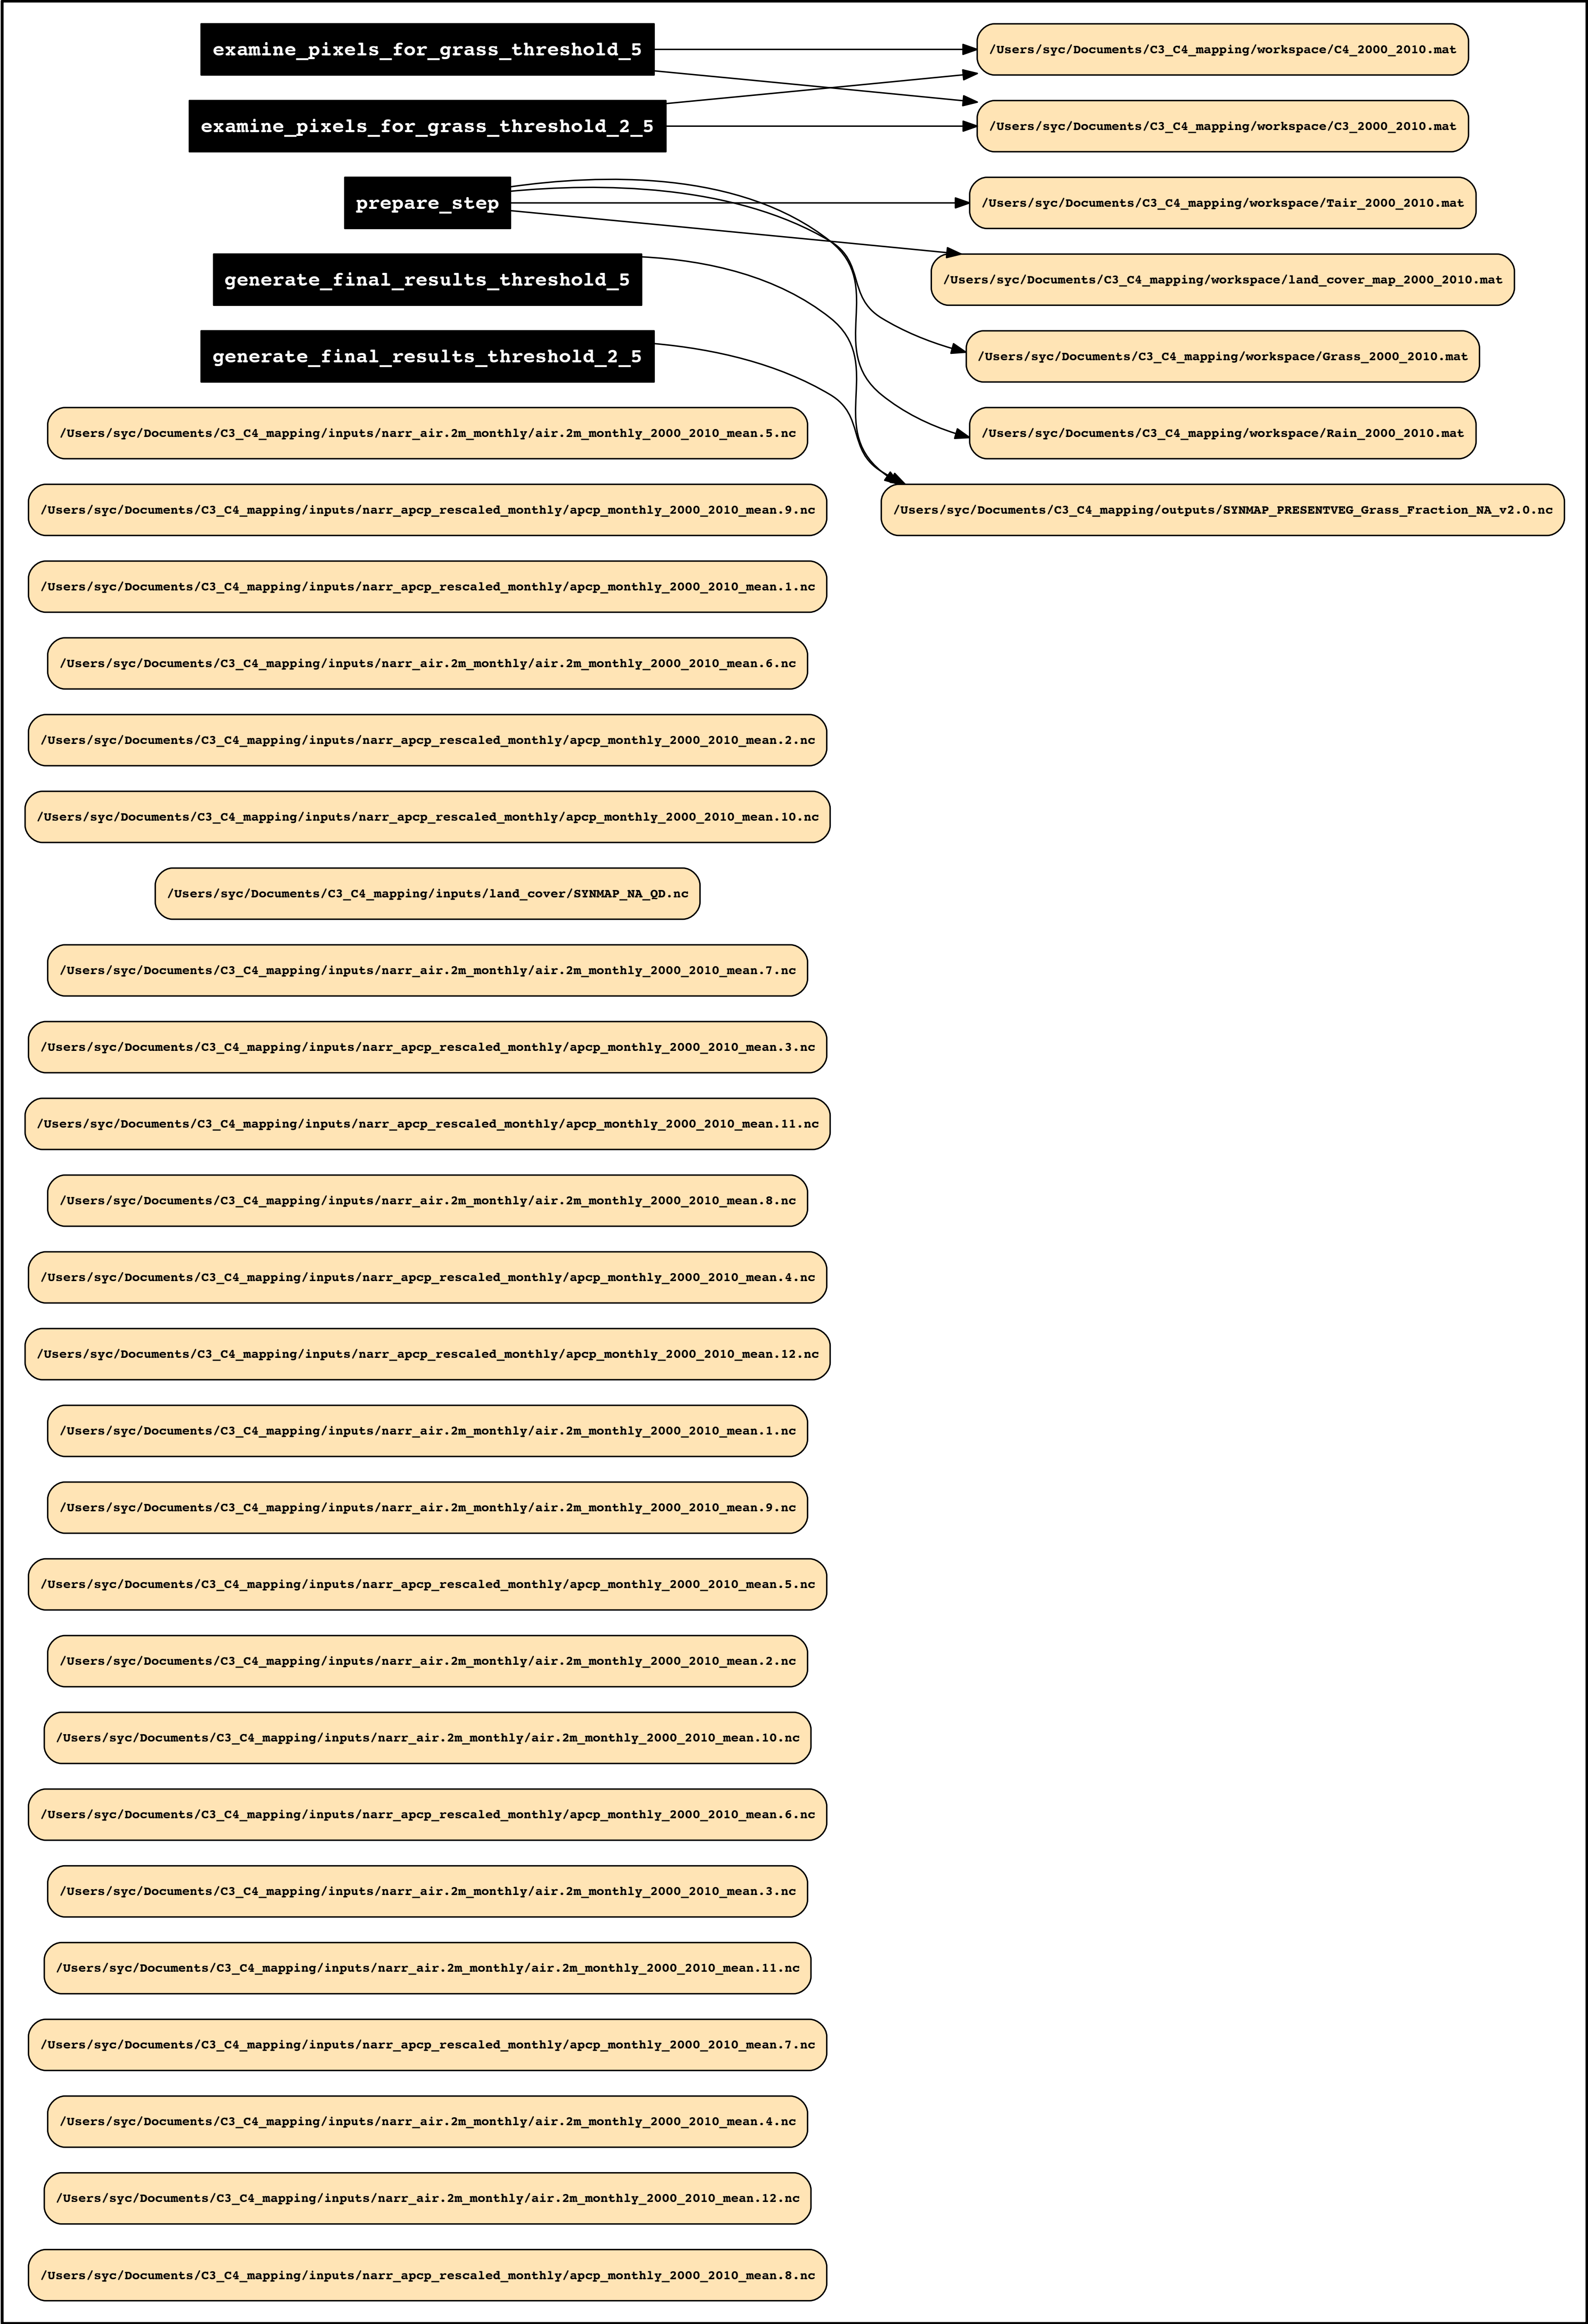 examine_pixels_for_grass_threshold_5
/Users/syc/Documents/C3_C4_mapping/workspace/C4_2000_2010.mat
examine_pixels_for_grass_threshold_2_5
/Users/syc/Documents/C3_C4_mapping/workspace/C3_2000_2010.mat
prepare_step
/Users/syc/Documents/C3_C4_mapping/workspace/Tair_2000_2010.mat
generate_final_results_threshold_5
/Users/syc/Documents/C3_C4_mapping/workspace/land_cover_map_2000_2010.mat
generate_final_results_threshold_2_5
/Users/syc/Documents/C3_C4_mapping/workspace/Grass_2000_2010.mat
/Users/syc/Documents/C3_C4_mapping/inputs/narr_air.2m_monthly/air.2m_monthly_2000_2010_mean.5.nc
/Users/syc/Documents/C3_C4_mapping/workspace/Rain_2000_2010.mat
/Users/syc/Documents/C3_C4_mapping/inputs/narr_apcp_rescaled_monthly/apcp_monthly_2000_2010_mean.9.nc
/Users/syc/Documents/C3_C4_mapping/outputs/SYNMAP_PRESENTVEG_Grass_Fraction_NA_v2.0.nc
/Users/syc/Documents/C3_C4_mapping/inputs/narr_apcp_rescaled_monthly/apcp_monthly_2000_2010_mean.1.nc
/Users/syc/Documents/C3_C4_mapping/inputs/narr_air.2m_monthly/air.2m_monthly_2000_2010_mean.6.nc
/Users/syc/Documents/C3_C4_mapping/inputs/narr_apcp_rescaled_monthly/apcp_monthly_2000_2010_mean.2.nc
/Users/syc/Documents/C3_C4_mapping/inputs/narr_apcp_rescaled_monthly/apcp_monthly_2000_2010_mean.10.nc
/Users/syc/Documents/C3_C4_mapping/inputs/land_cover/SYNMAP_NA_QD.nc
/Users/syc/Documents/C3_C4_mapping/inputs/narr_air.2m_monthly/air.2m_monthly_2000_2010_mean.7.nc
/Users/syc/Documents/C3_C4_mapping/inputs/narr_apcp_rescaled_monthly/apcp_monthly_2000_2010_mean.3.nc
/Users/syc/Documents/C3_C4_mapping/inputs/narr_apcp_rescaled_monthly/apcp_monthly_2000_2010_mean.11.nc
/Users/syc/Documents/C3_C4_mapping/inputs/narr_air.2m_monthly/air.2m_monthly_2000_2010_mean.8.nc
/Users/syc/Documents/C3_C4_mapping/inputs/narr_apcp_rescaled_monthly/apcp_monthly_2000_2010_mean.4.nc
/Users/syc/Documents/C3_C4_mapping/inputs/narr_apcp_rescaled_monthly/apcp_monthly_2000_2010_mean.12.nc
/Users/syc/Documents/C3_C4_mapping/inputs/narr_air.2m_monthly/air.2m_monthly_2000_2010_mean.1.nc
/Users/syc/Documents/C3_C4_mapping/inputs/narr_air.2m_monthly/air.2m_monthly_2000_2010_mean.9.nc
/Users/syc/Documents/C3_C4_mapping/inputs/narr_apcp_rescaled_monthly/apcp_monthly_2000_2010_mean.5.nc
/Users/syc/Documents/C3_C4_mapping/inputs/narr_air.2m_monthly/air.2m_monthly_2000_2010_mean.2.nc
/Users/syc/Documents/C3_C4_mapping/inputs/narr_air.2m_monthly/air.2m_monthly_2000_2010_mean.10.nc
/Users/syc/Documents/C3_C4_mapping/inputs/narr_apcp_rescaled_monthly/apcp_monthly_2000_2010_mean.6.nc
/Users/syc/Documents/C3_C4_mapping/inputs/narr_air.2m_monthly/air.2m_monthly_2000_2010_mean.3.nc
/Users/syc/Documents/C3_C4_mapping/inputs/narr_air.2m_monthly/air.2m_monthly_2000_2010_mean.11.nc
/Users/syc/Documents/C3_C4_mapping/inputs/narr_apcp_rescaled_monthly/apcp_monthly_2000_2010_mean.7.nc
/Users/syc/Documents/C3_C4_mapping/inputs/narr_air.2m_monthly/air.2m_monthly_2000_2010_mean.4.nc
/Users/syc/Documents/C3_C4_mapping/inputs/narr_air.2m_monthly/air.2m_monthly_2000_2010_mean.12.nc
/Users/syc/Documents/C3_C4_mapping/inputs/narr_apcp_rescaled_monthly/apcp_monthly_2000_2010_mean.8.nc